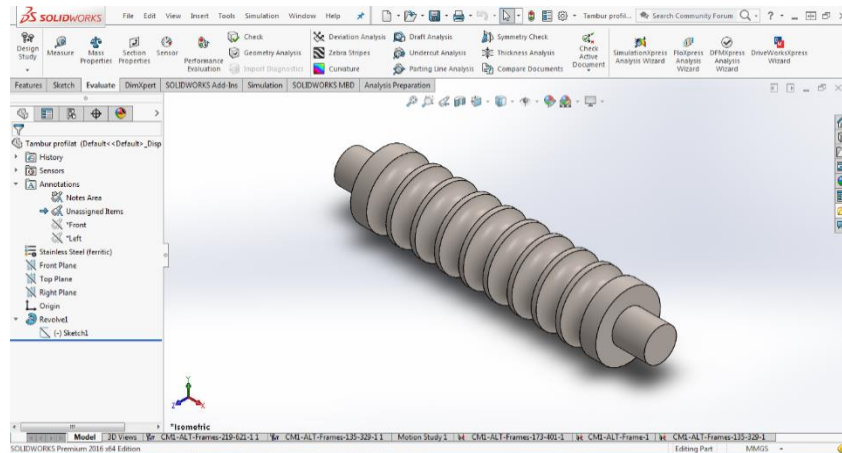 SOLIDWORKS File Edit View Insert Tools Simulation Window Help Tambur profil... Search Community Forum
Design Study
Measure
Mass Properties
Section Properties
Sensor
Performance Evaluation
Check
Geometry Analysis
Import Diagnostics
Deviation Analysis
Zebra Stripes
Curvature
Draft Analysis
Undercut Analysis
Parting Line Analysis
Symmetry Check
Thickness Analysis
Compare Documents
Check Active Document
SimulationXpress Analysis Wizard
FloXpress Analysis Wizard
DFMXpress Analysis Wizard
DriveWorksXpress Wizard
Features Sketch Evaluate DimXpert SOLIDWORKS Add-Ins Simulation SOLIDWORKS MBD Analysis Preparation
Tambur profilat (Default<<Default>_Disp
History
Sensors
Annotations
Notes Area
Unassigned Items
*Front
*Left
Stainless Steel (ferritic)
Front Plane
Top Plane
Right Plane
Origin
Revolve1
(-) Sketch1
*Isometric
Model 3D Views CM1-ALT-Frames-219-621-1 1 CM1-ALT-Frames-135-329-1 1 Motion Study 1 CM1-ALT-Frames-173-401-1 CM1-ALT-Frame-1 CM1-ALT-Frames-135-329-1
SOLIDWORKS Premium 2016 x64 Edition Editing Part MMGS